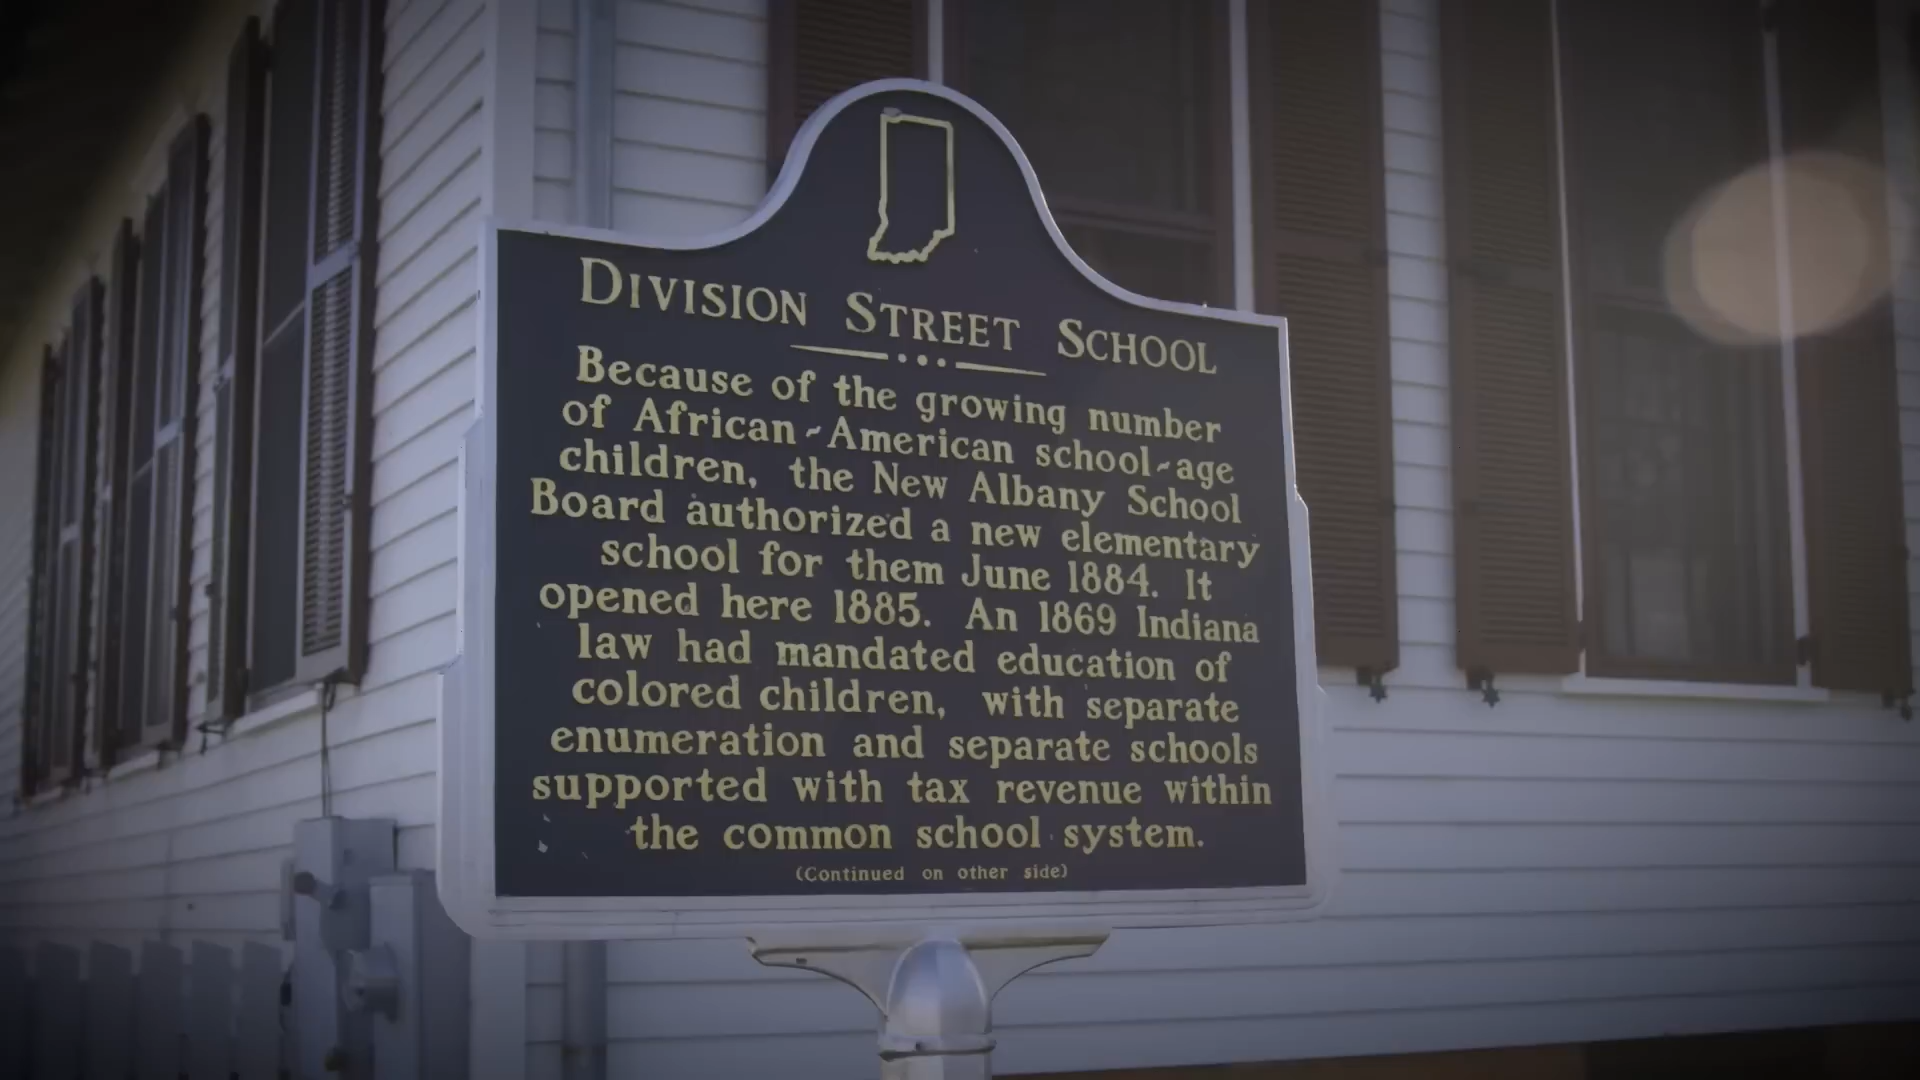 DIVISION STREET SCHOOL
Because of the growing number
of African-American school-age
children, the New Albany School
Board authorized a new elementary
school for them June 1884. It
opened here 1885. An 1869 Indiana
law had mandated education of
colored children, with separate
enumeration and separate schools
supported with tax revenue within
the common school system.
(Continued on other side)